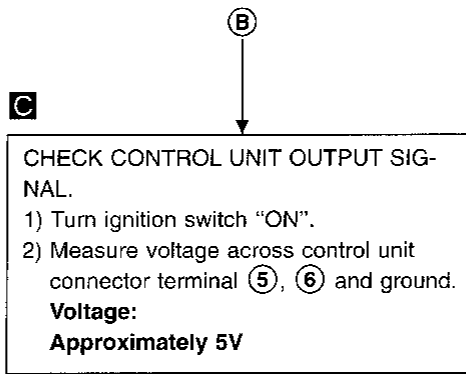 B
C
CHECK CONTROL UNIT OUTPUT SIG-
NAL.
1) Turn ignition switch “ON”.
2) Measure voltage across control unit
connector terminal ⑤, ⑥ and ground.
Voltage:
Approximately 5V